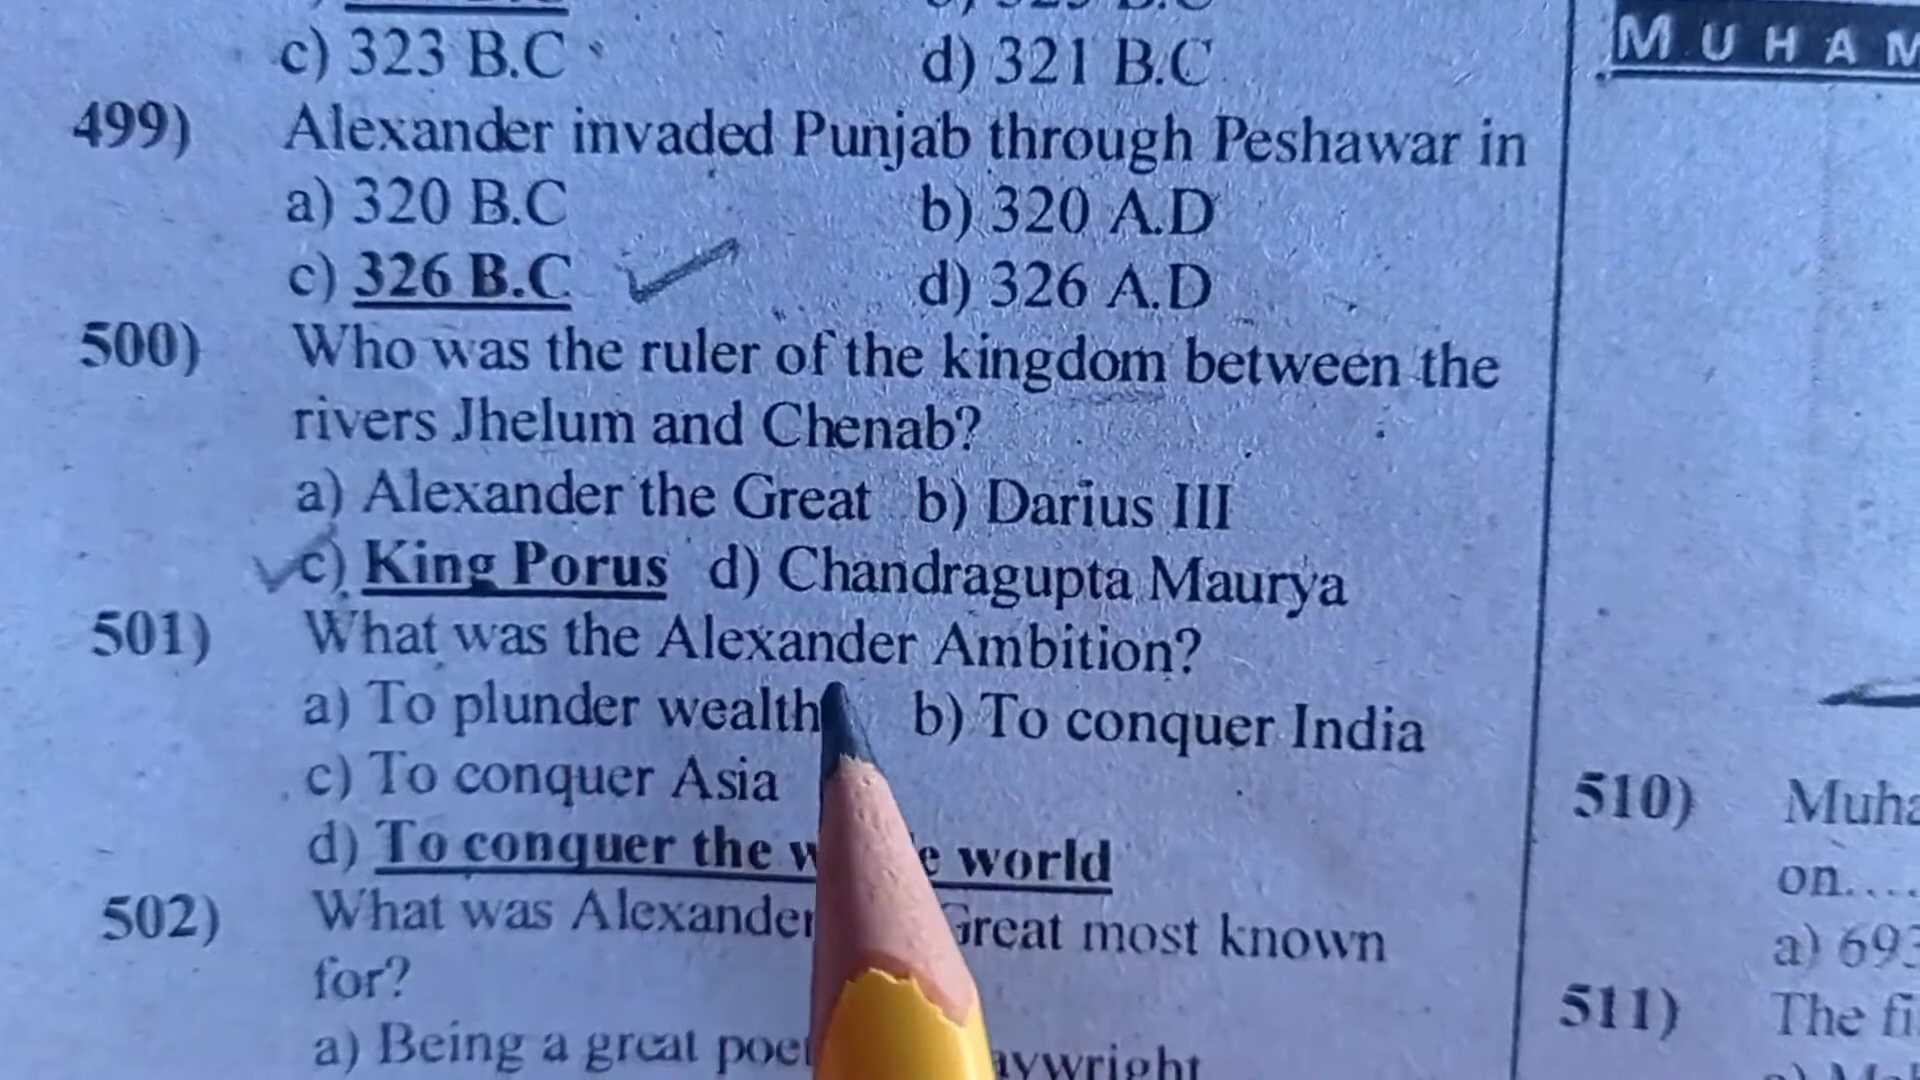 c) 323 B.C
d) 321 B.C
499) Alexander invaded Punjab through Peshawar in
a) 320 B.C b) 320 A.D
c) 326 B.C d) 326 A.D
500) Who was the ruler of the kingdom between the
rivers Jhelum and Chenab?
a) Alexander the Great b) Darius III
c) King Porus d) Chandragupta Maurya
501) What was the Alexander Ambition?
a) To plunder wealth b) To conquer India
c) To conquer Asia
d) To conquer the world
502) What was Alexander Great most known
for?
a) Being a great
MUHAM
510)
on....
a) 693
511) The